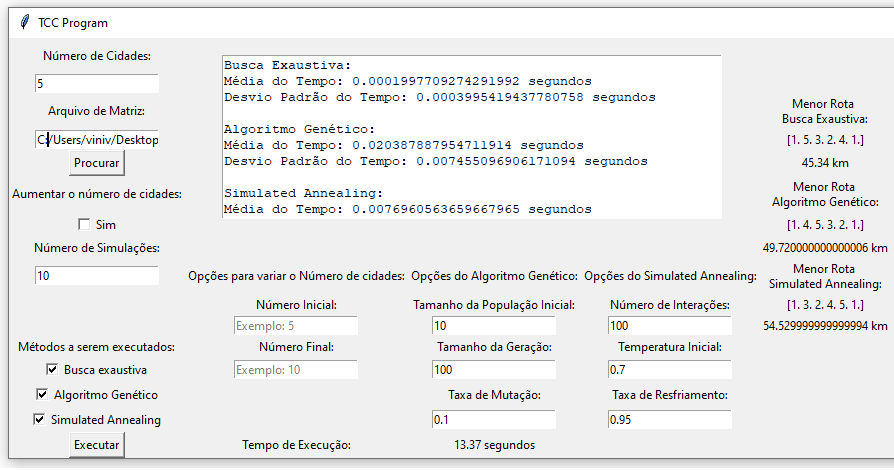 TCC Program
Número de Cidades:
5
Arquivo de Matriz:
C:/Users/viniv/Desktop
Procurar
Aumentar o número de cidades:
Sim
Número de Simulações:
10
Métodos a serem executados:
Busca exaustiva
Algoritmo Genético
Simulated Annealing
Executar
Busca Exaustiva:
Média do Tempo: 0.0001997709274291992 segundos
Desvio Padrão do Tempo: 0.0003995419437780758 segundos
Algoritmo Genético:
Média do Tempo: 0.020387887954711914 segundos
Desvio Padrão do Tempo: 0.007455096906171094 segundos
Simulated Annealing:
Média do Tempo: 0.0076960563659667965 segundos
Opções para variar o Número de cidades:
Número Inicial:
Exemplo: 5
Número Final:
Exemplo: 10
Opções do Algoritmo Genético:
Tamanho da População Inicial:
10
Tamanho da Geração:
100
Taxa de Mutação:
0.1
Opções do Simulated Annealing:
Número de Interações:
100
Temperatura Inicial:
0.7
Taxa de Resfriamento:
0.95
Tempo de Execução:
13.37 segundos
Menor Rota
Busca Exaustiva:
[1. 5. 3. 2. 4. 1.]
45.34 km
Menor Rota
Algoritmo Genético:
[1. 4. 5. 3. 2. 1.]
49.720000000000006 km
Menor Rota
Simulated Annealing:
[1. 3. 2. 4. 5. 1.]
54.529999999999994 km